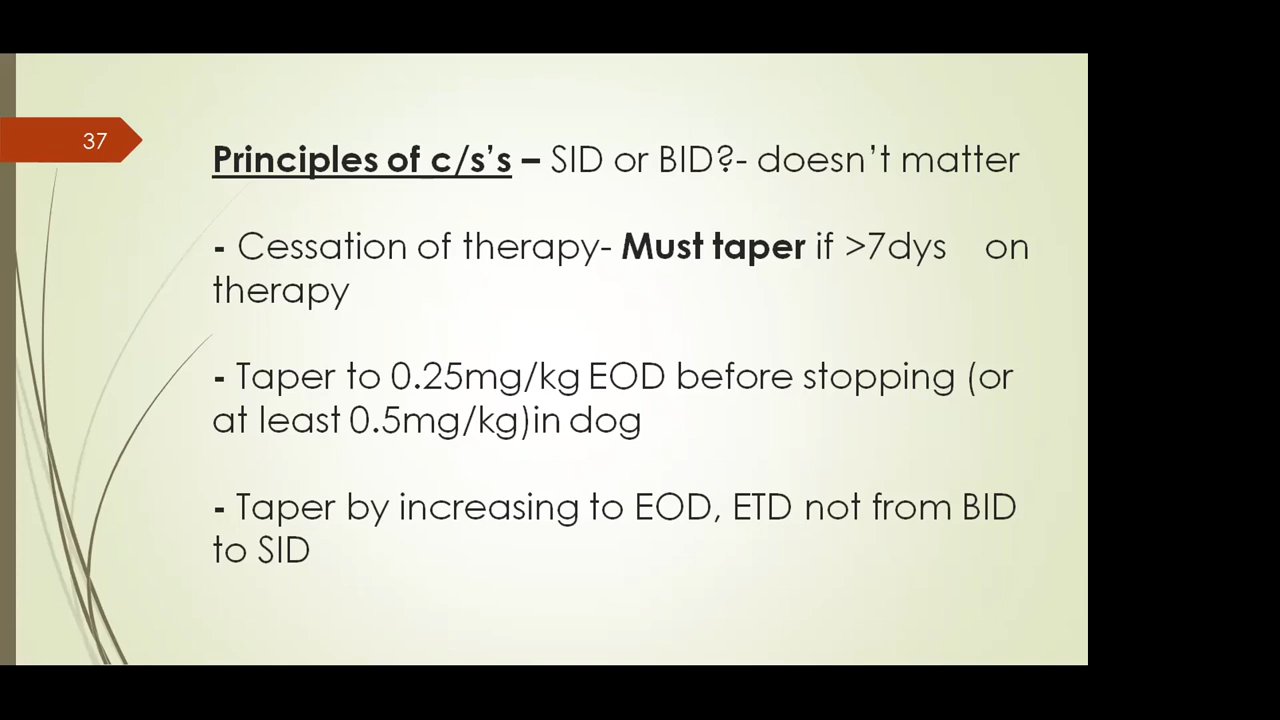 37
Principles of c/s's – SID or BID?- doesn't matter
- Cessation of therapy- Must taper if >7dys on
therapy
- Taper to 0.25mg/kg EOD before stopping (or
at least 0.5mg/kg)in dog
- Taper by increasing to EOD, ETD not from BID
to SID